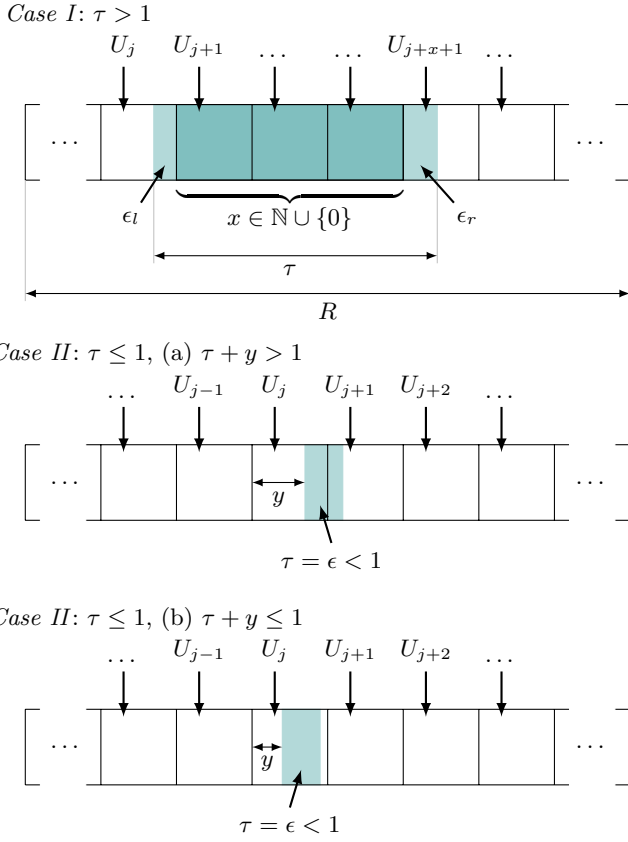 Case I: τ > 1
U_j U_{j+1} ... ... U_{j+x+1} ...
... ...
ϵ_l x ∈ ℕ ∪ {0} ϵ_r
τ
R
Case II: τ ≤ 1, (a) τ + y > 1
... U_{j−1} U_j U_{j+1} U_{j+2} ...
... ...
y
τ = ϵ < 1
Case II: τ ≤ 1, (b) τ + y ≤ 1
... U_{j−1} U_j U_{j+1} U_{j+2} ...
... ...
y
τ = ϵ < 1